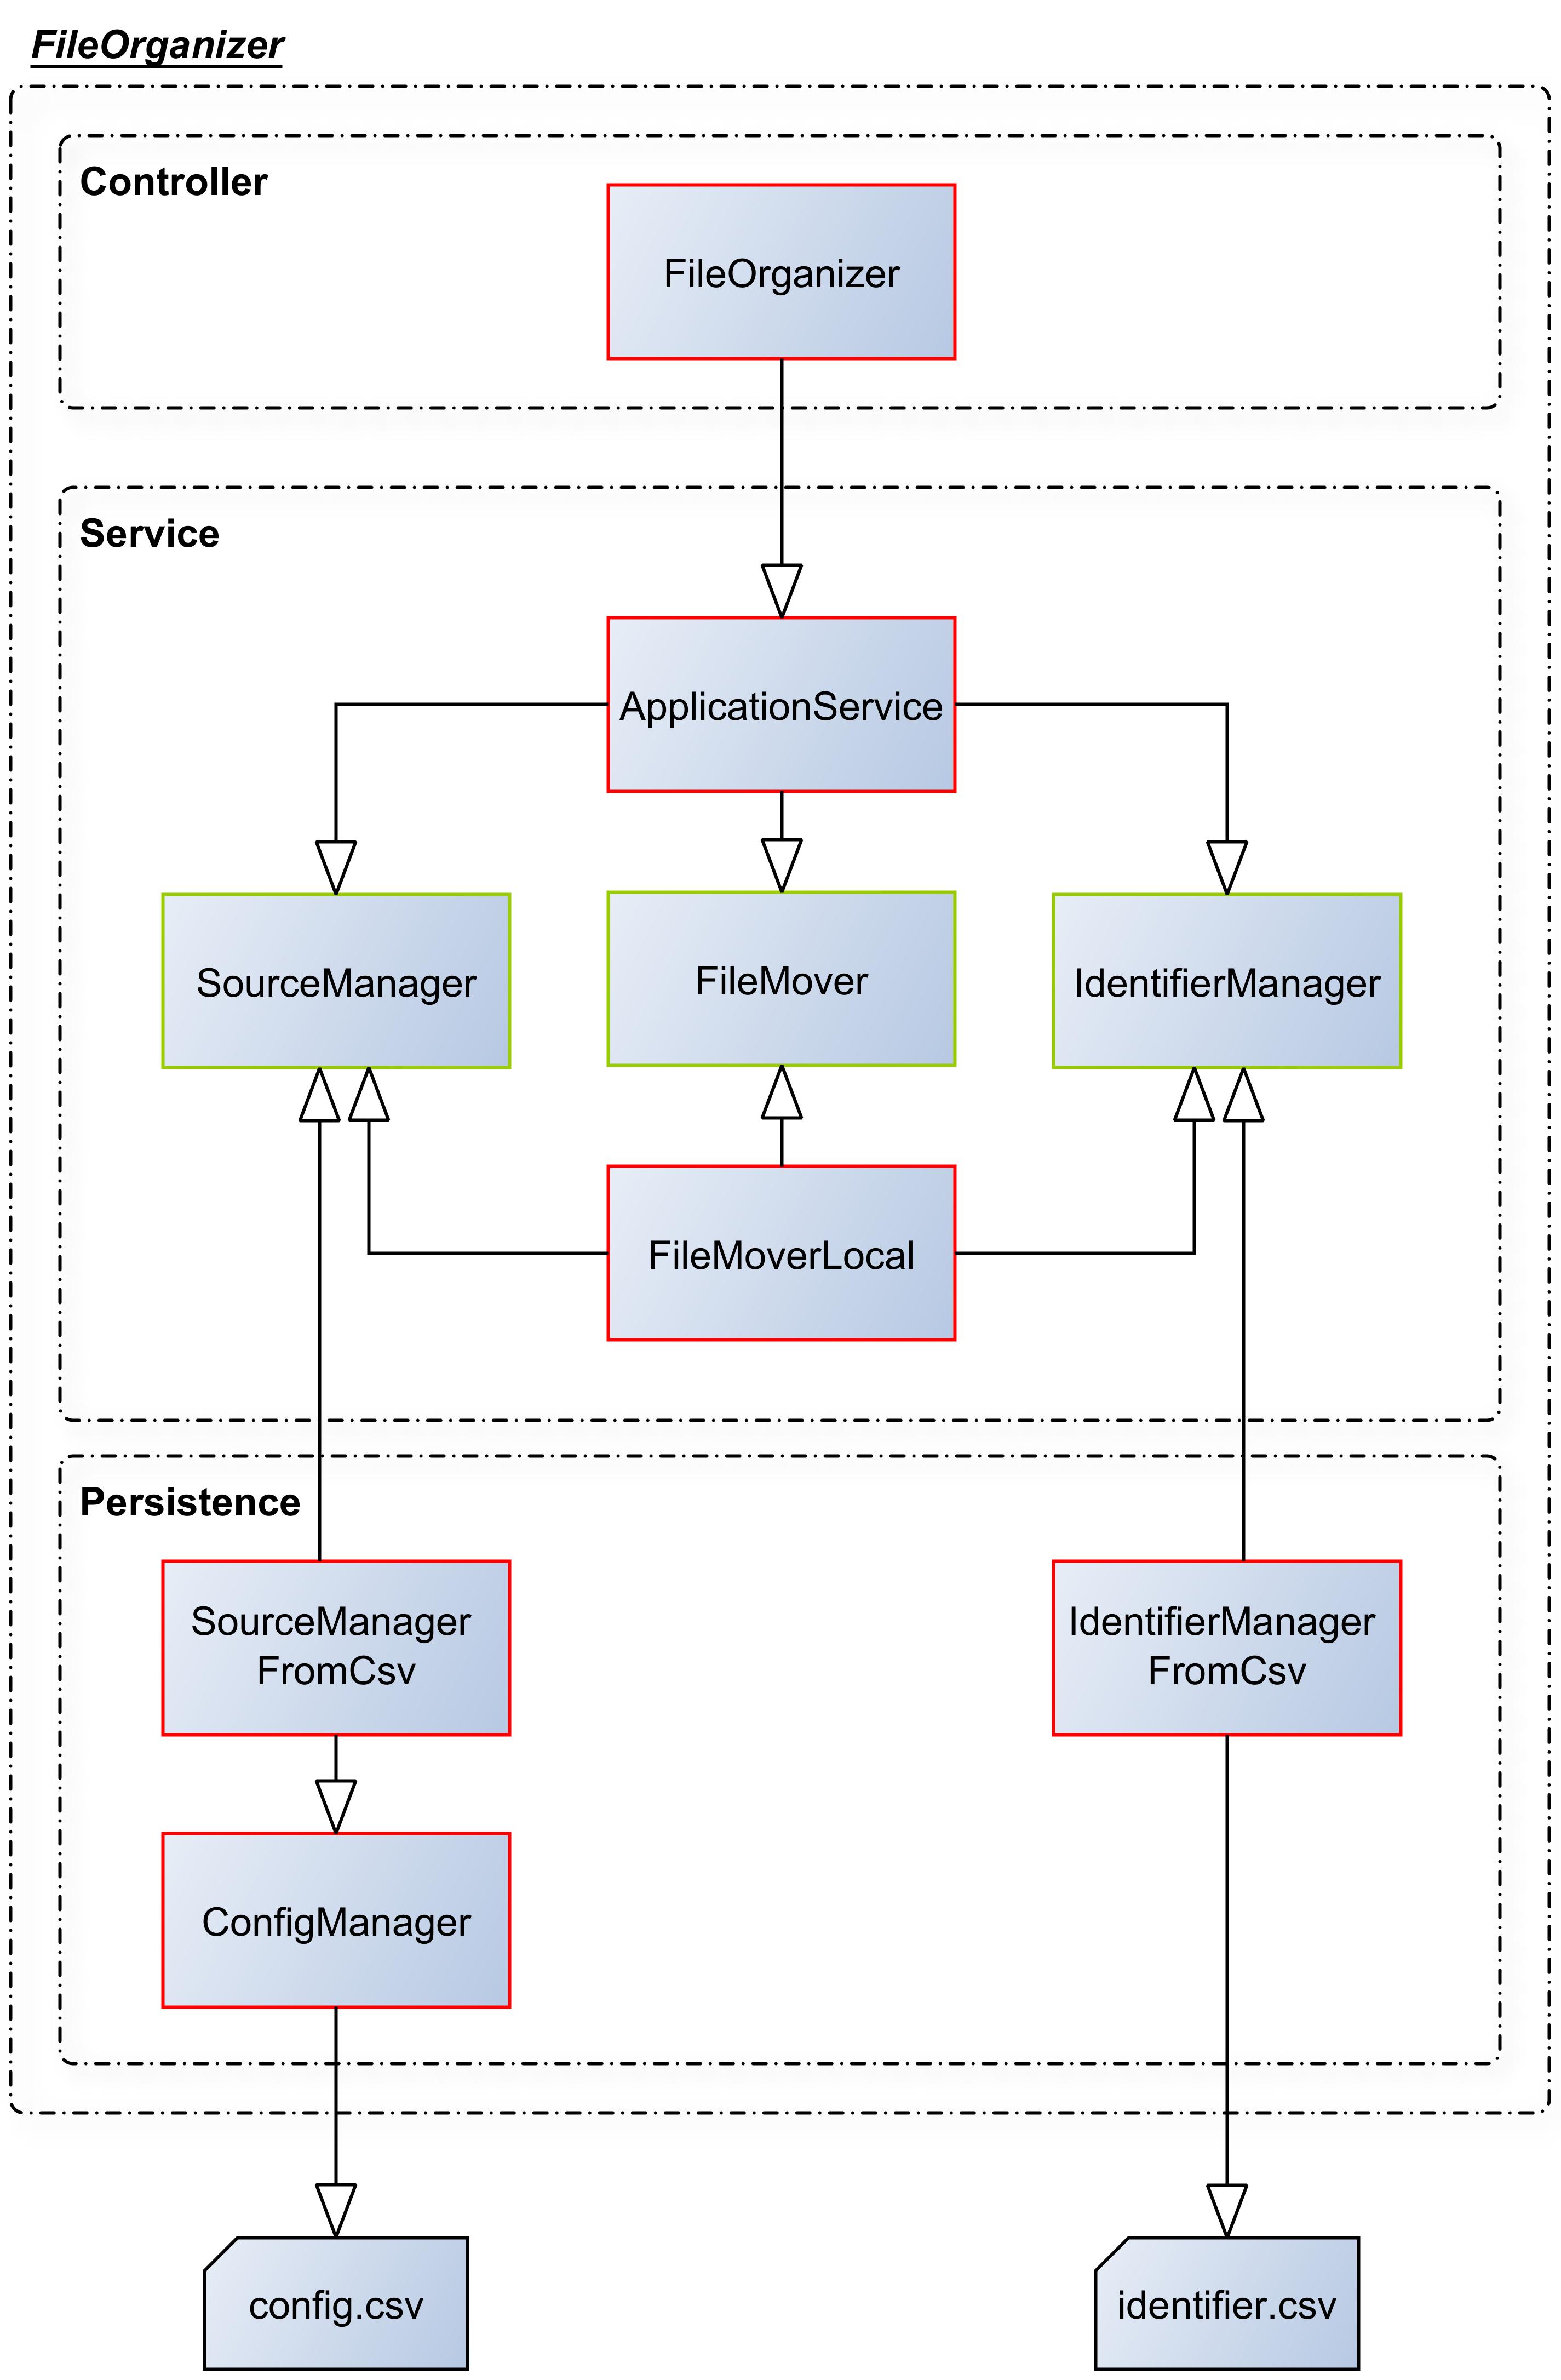 FileOrganizer
Controller
FileOrganizer
Service
ApplicationService
SourceManager
FileMover
IdentifierManager
FileMoverLocal
Persistence
SourceManager
FromCsv
IdentifierManager
FromCsv
ConfigManager
config.csv
identifier.csv